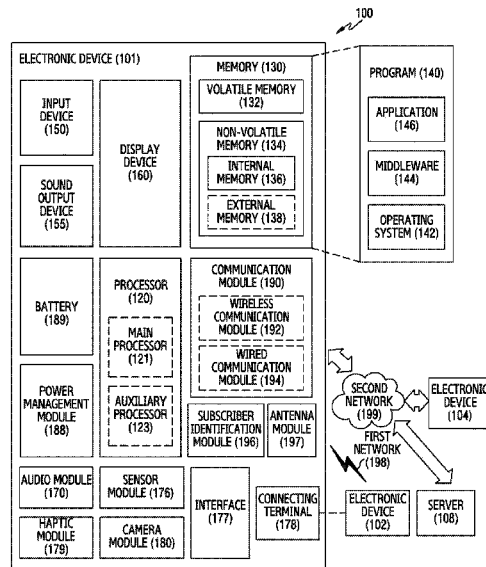 100
ELECTRONIC DEVICE (101)
INPUT
DEVICE
(150)
SOUND
OUTPUT
DEVICE
(155)
DISPLAY
DEVICE
(160)
MEMORY (130)
VOLATILE MEMORY
(132)
NON-VOLATILE
MEMORY (134)
INTERNAL
MEMORY (136)
EXTERNAL
MEMORY (138)
PROGRAM (140)
APPLICATION
(146)
MIDDLEWARE
(144)
OPERATING
SYSTEM (142)
BATTERY
(189)
POWER
MANAGEMENT
MODULE
(188)
PROCESSOR
(120)
MAIN
PROCESSOR
(121)
AUXILIARY
PROCESSOR
(123)
COMMUNICATION
MODULE (190)
WIRELESS
COMMUNICATION
MODULE (192)
WIRED
COMMUNICATION
MODULE (194)
SUBSCRIBER
IDENTIFICATION
MODULE (196)
ANTENNA
MODULE
(197)
SECOND
NETWORK
(199)
ELECTRONIC
DEVICE
(104)
FIRST
NETWORK
(198)
AUDIO MODULE
(170)
SENSOR
MODULE (176)
HAPTIC
MODULE
(179)
CAMERA
MODULE (180)
INTERFACE
(177)
CONNECTING
TERMINAL
(178)
ELECTRONIC
DEVICE
(102)
SERVER
(108)